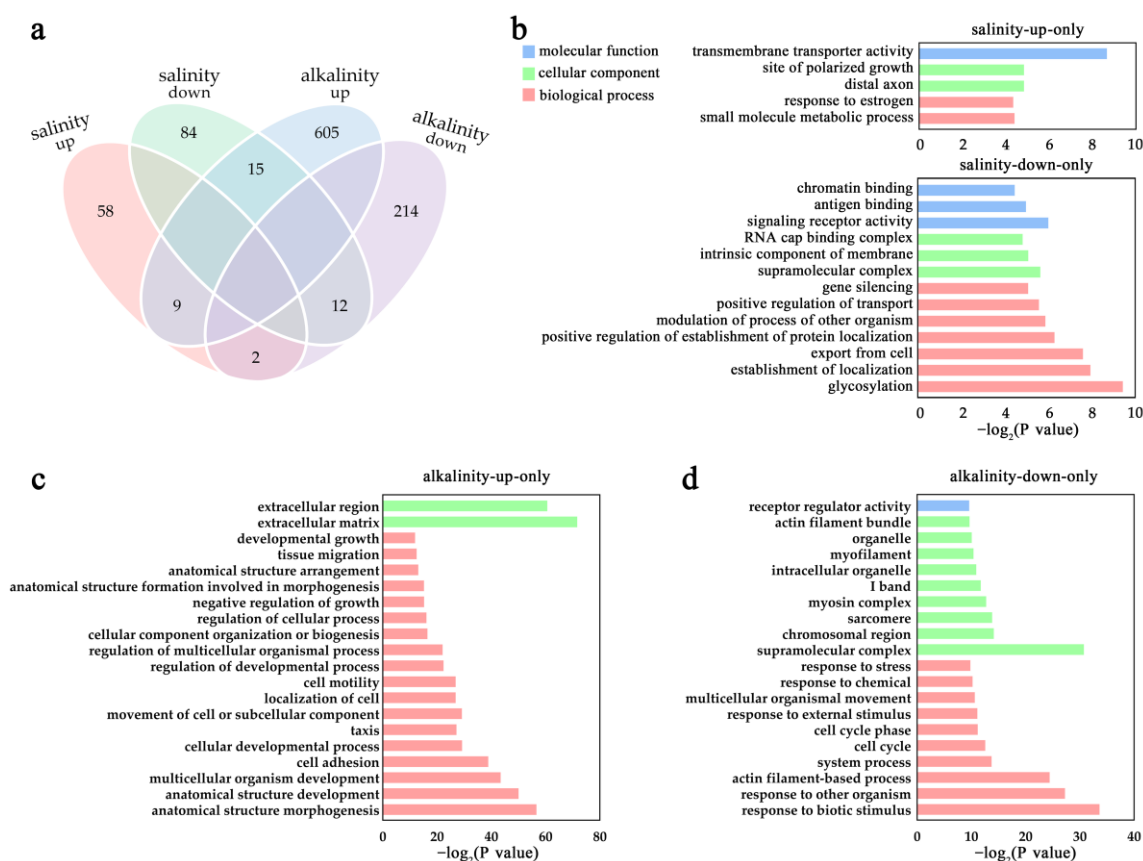 a
salinity
up
salinity
down
alkalinity
up
alkalinity
down
84
605
15
58
214
9
12
2
b
molecular function
cellular component
biological process
salinity-up-only
transmembrane transporter activity
site of polarized growth
distal axon
response to estrogen
small molecule metabolic process
0 2 4 6 8 10
salinity-down-only
chromatin binding
antigen binding
signaling receptor activity
RNA cap binding complex
intrinsic component of membrane
supramolecular complex
gene silencing
positive regulation of transport
modulation of process of other organism
positive regulation of establishment of protein localization
export from cell
establishment of localization
glycosylation
0 2 4 6 8 10
−log₂(P value)
c
alkalinity-up-only
extracellular region
extracellular matrix
developmental growth
tissue migration
anatomical structure arrangement
anatomical structure formation involved in morphogenesis
negative regulation of growth
regulation of cellular process
cellular component organization or biogenesis
regulation of multicellular organismal process
regulation of developmental process
cell motility
localization of cell
movement of cell or subcellular component
taxis
cellular developmental process
cell adhesion
multicellular organism development
anatomical structure development
anatomical structure morphogenesis
0 20 40 60 80
−log₂(P value)
d
alkalinity-down-only
receptor regulator activity
actin filament bundle
organelle
myofilament
intracellular organelle
I band
myosin complex
sarcomere
chromosomal region
supramolecular complex
response to stress
response to chemical
multicellular organismal movement
response to external stimulus
cell cycle phase
cell cycle
system process
actin filament-based process
response to other organism
response to biotic stimulus
0 10 20 30 40
−log₂(P value)